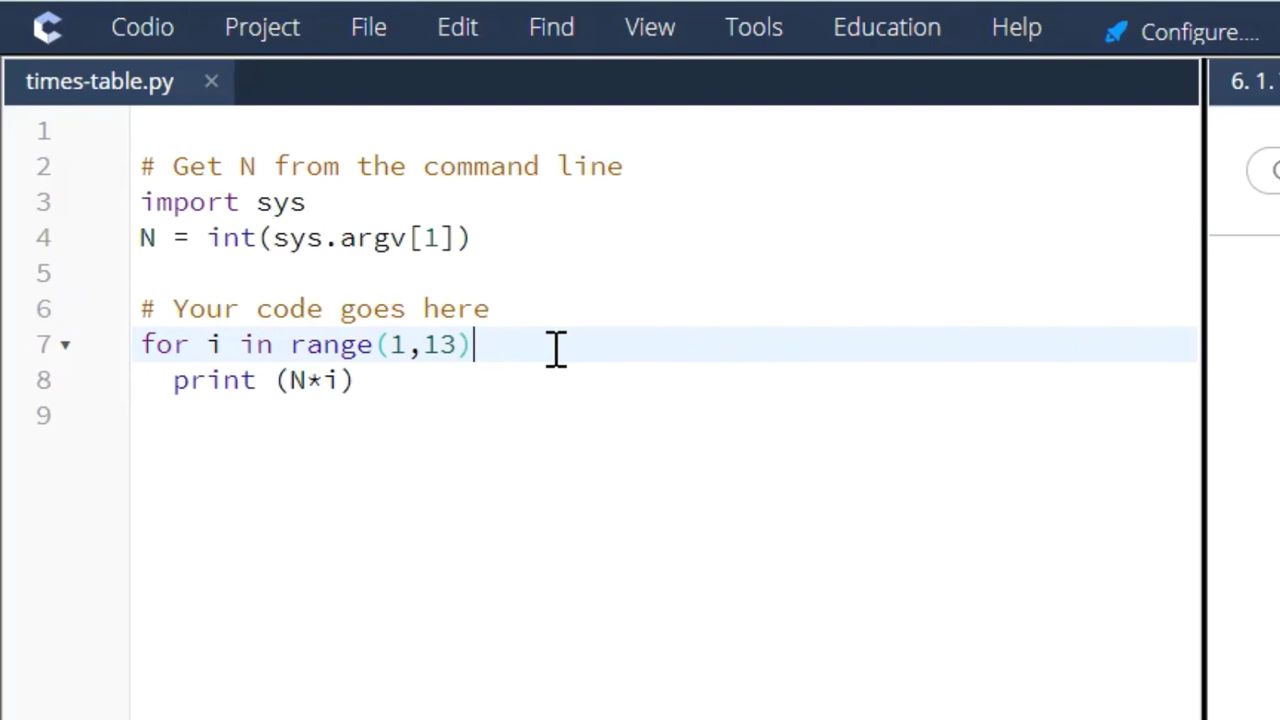 Codio Project File Edit Find View Tools Education Help Configure....
times-table.py ×
6. 1.
1
2 # Get N from the command line
3 import sys
4 N = int(sys.argv[1])
5
6 # Your code goes here
7 for i in range(1,13)
8   print (N*i)
9